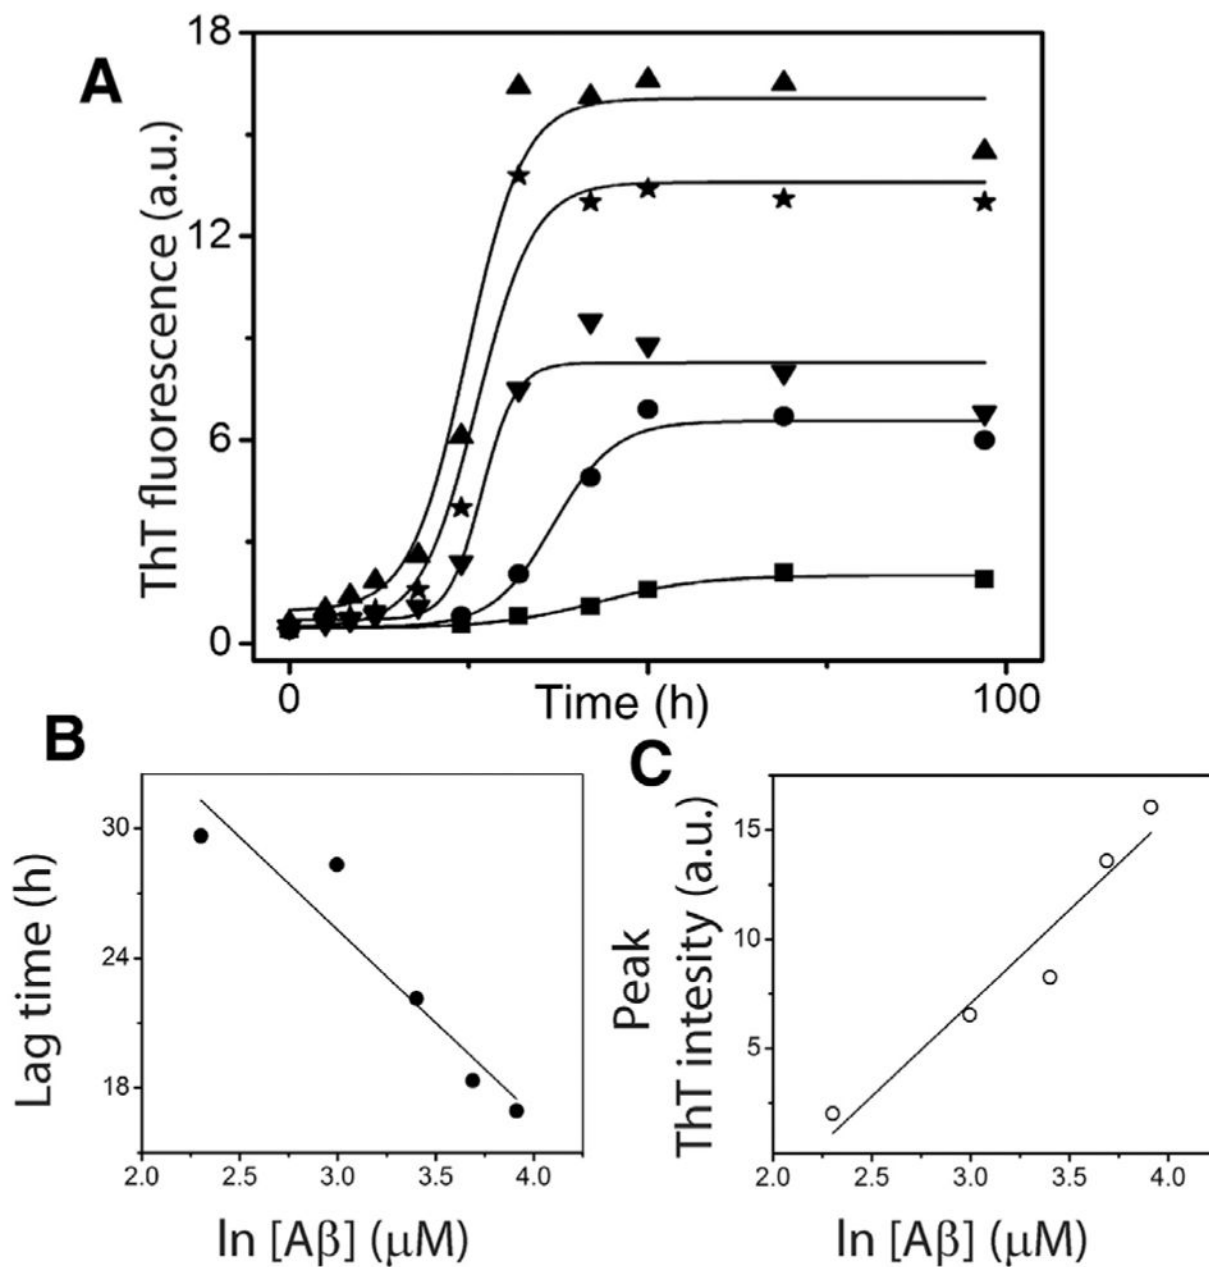 A
ThT fluorescence (a.u.)
18
12
6
0
0
Time (h)
100
B
Lag time (h)
30
24
18
2.0
2.5
3.0
3.5
4.0
ln [Aβ] (μM)
C
Peak
ThT intesity (a.u.)
15
10
5
2.0
2.5
3.0
3.5
4.0
ln [Aβ] (μM)